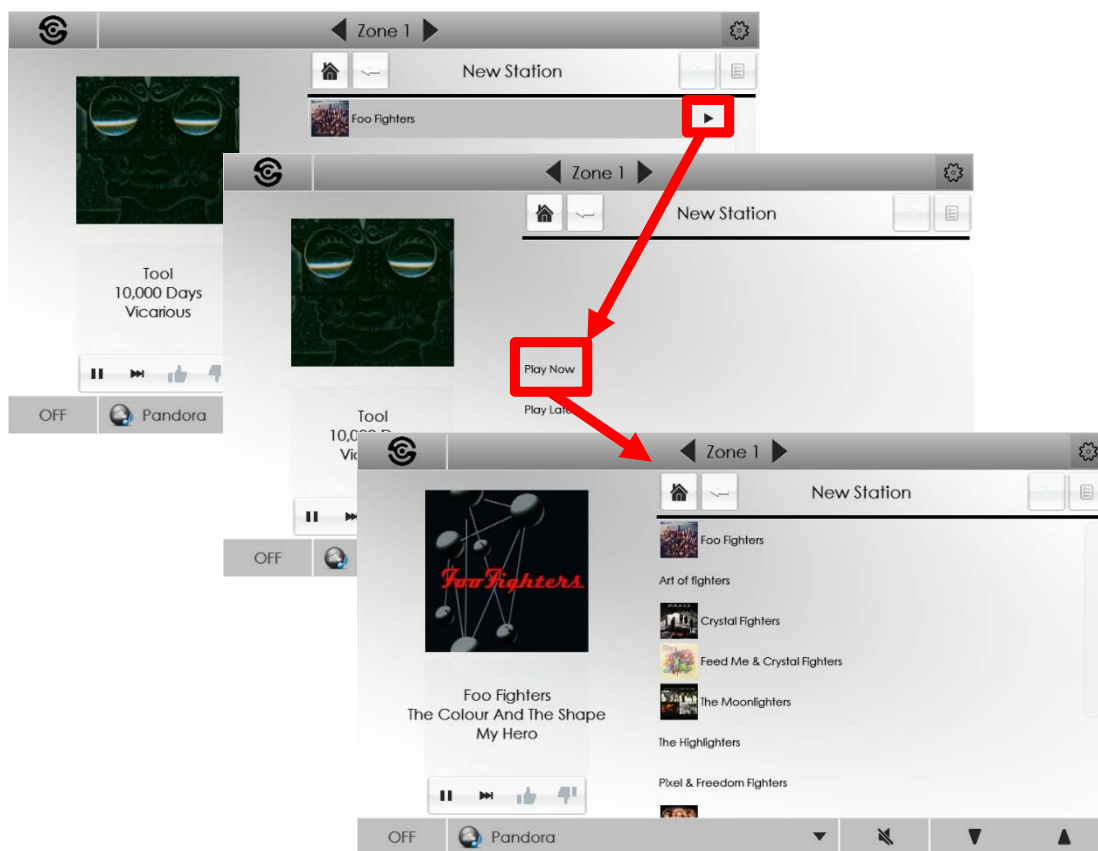 Zone 1
New Station
Foo Fighters
Tool
10,000 Days
Vicarious
OFF
Pandora
Zone 1
New Station
Play Now
Tool
OFF
Zone 1
New Station
Foo Fighters
Foo Fighters
Art of fighters
Crystal Fighters
Feed Me & Crystal Fighters
The Moonlighters
The Highlighters
Pixel & Freedom Fighters
Foo Fighters
The Colour And The Shape
My Hero
OFF
Pandora